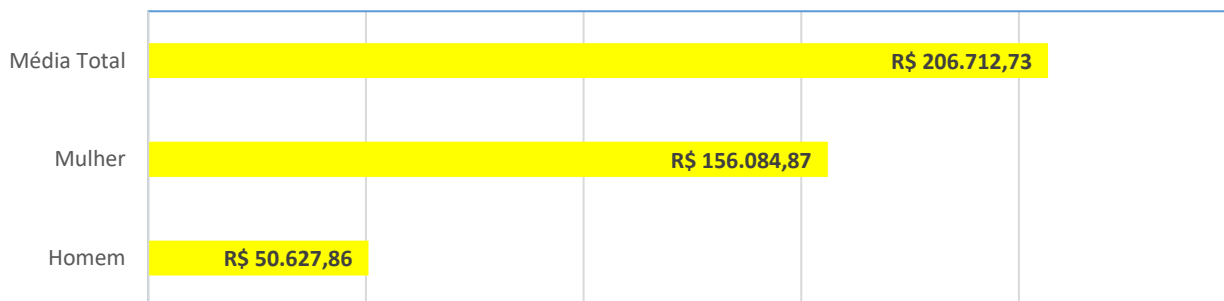 Média Total R$ 206.712,73
Mulher R$ 156.084,87
Homem R$ 50.627,86